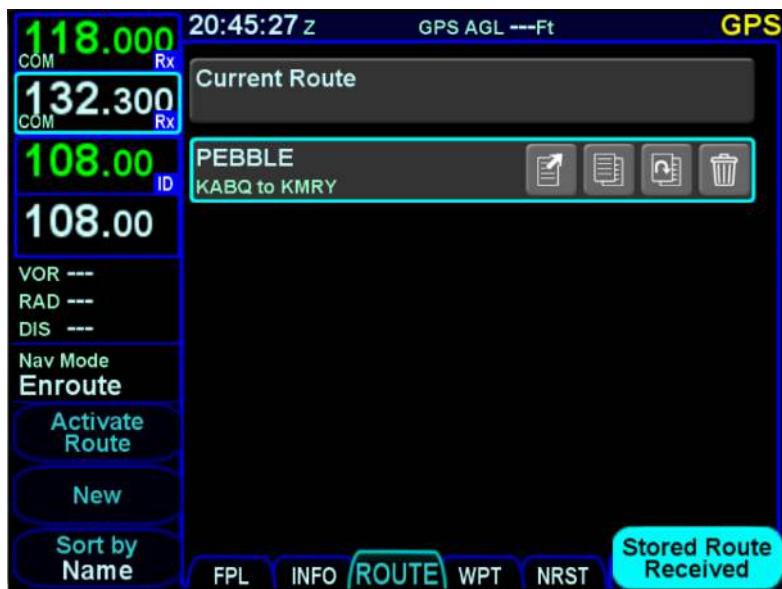 118.000
COM Rx
132.300
COM Rx
108.00
ID
108.00
VOR ---
RAD ---
DIS ---
Nav Mode
Enroute
Activate
Route
New
Sort by
Name
20:45:27 Z GPS AGL ---Ft GPS
Current Route
PEBBLE
KABQ to KMRY
FPL INFO ROUTE WPT NRST
Stored Route
Received